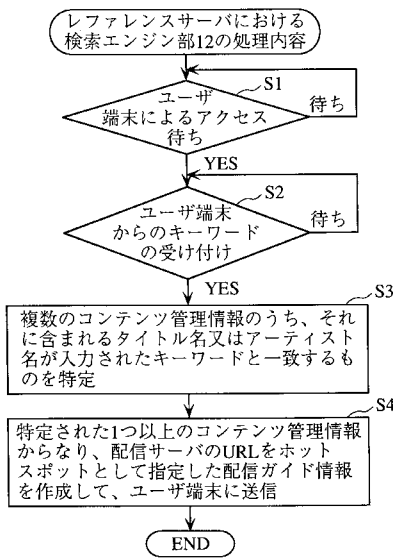 レファレンスサーバにおける
検索エンジン部12の処理内容
S1
ユーザ
端末によるアクセス
待ち
待ち
YES
S2
ユーザ端末
からのキーワード
の受け付け
待ち
YES
S3
複数のコンテンツ管理情報のうち、それ
に含まれるタイトル名又はアーティスト
名が入力されたキーワードと一致するも
のを特定
S4
特定された1つ以上のコンテンツ管理情報
からなり、配信サーバのURLをホット
スポットとして指定した配信ガイド情報
を作成して、ユーザ端末に送信
END